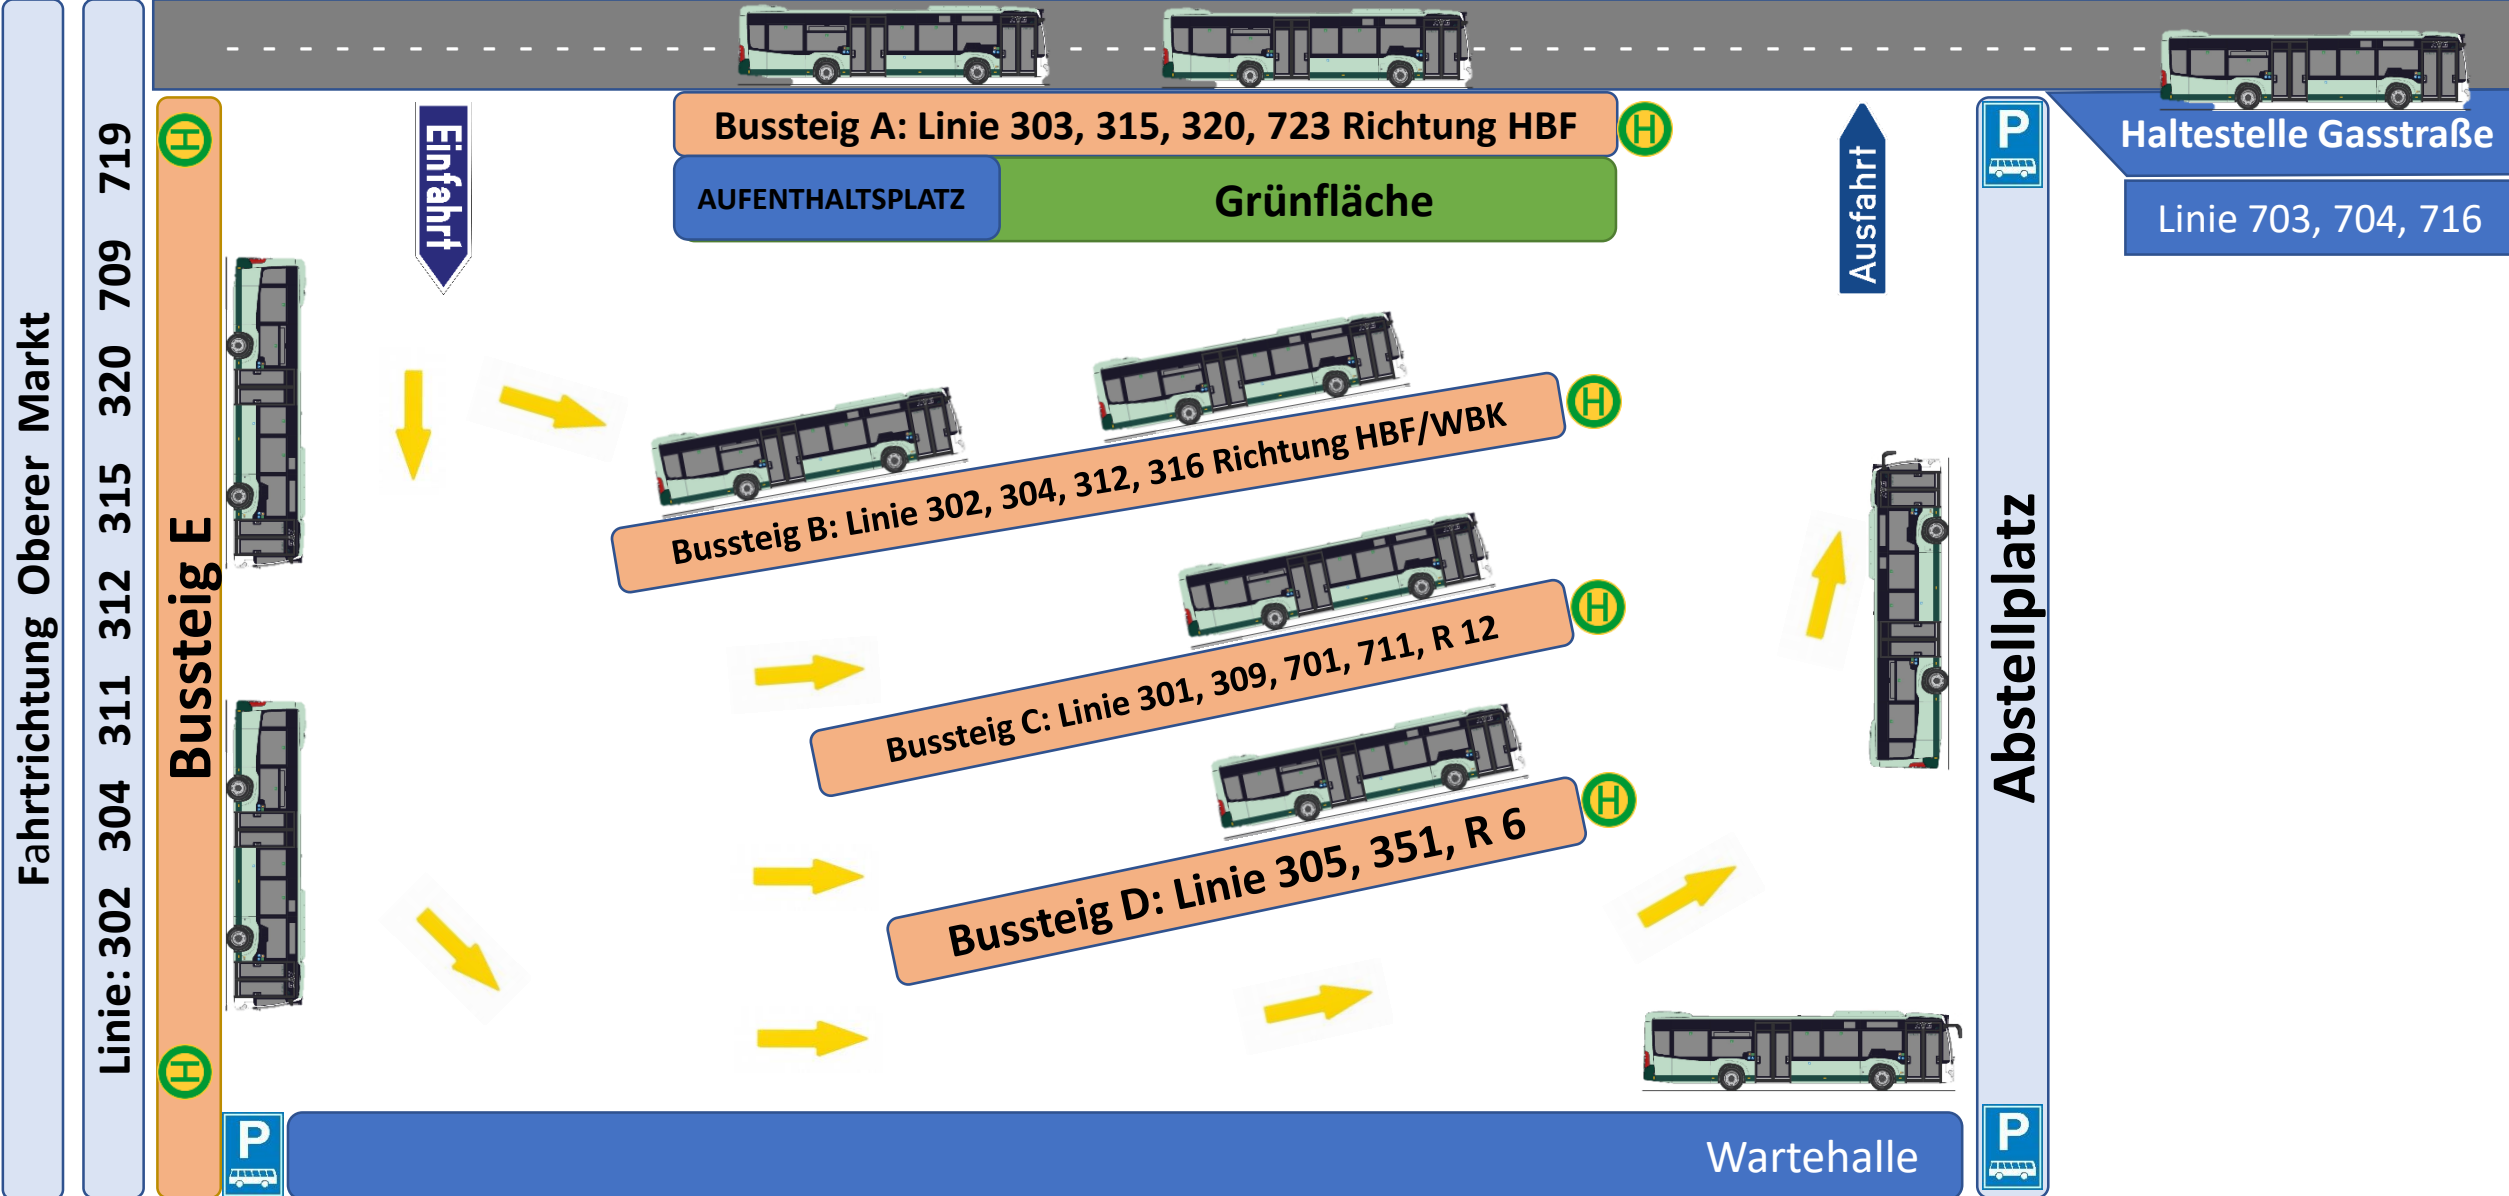 Fahrtrichtung Oberer Markt
Linie: 302 304 311 312 315 320 709 719
Bussteig E
H
H
P
Einfahrt
Bussteig A: Linie 303, 315, 320, 723 Richtung HBF
H
AUFENTHALTSPLATZ
Grünfläche
Ausfahrt
P
Haltestelle Gasstraße
Linie 703, 704, 716
Bussteig B: Linie 302, 304, 312, 316 Richtung HBF/WBK
H
Bussteig C: Linie 301, 309, 701, 711, R 12
H
Bussteig D: Linie 305, 351, R 6
H
Abstellplatz
P
Wartehalle